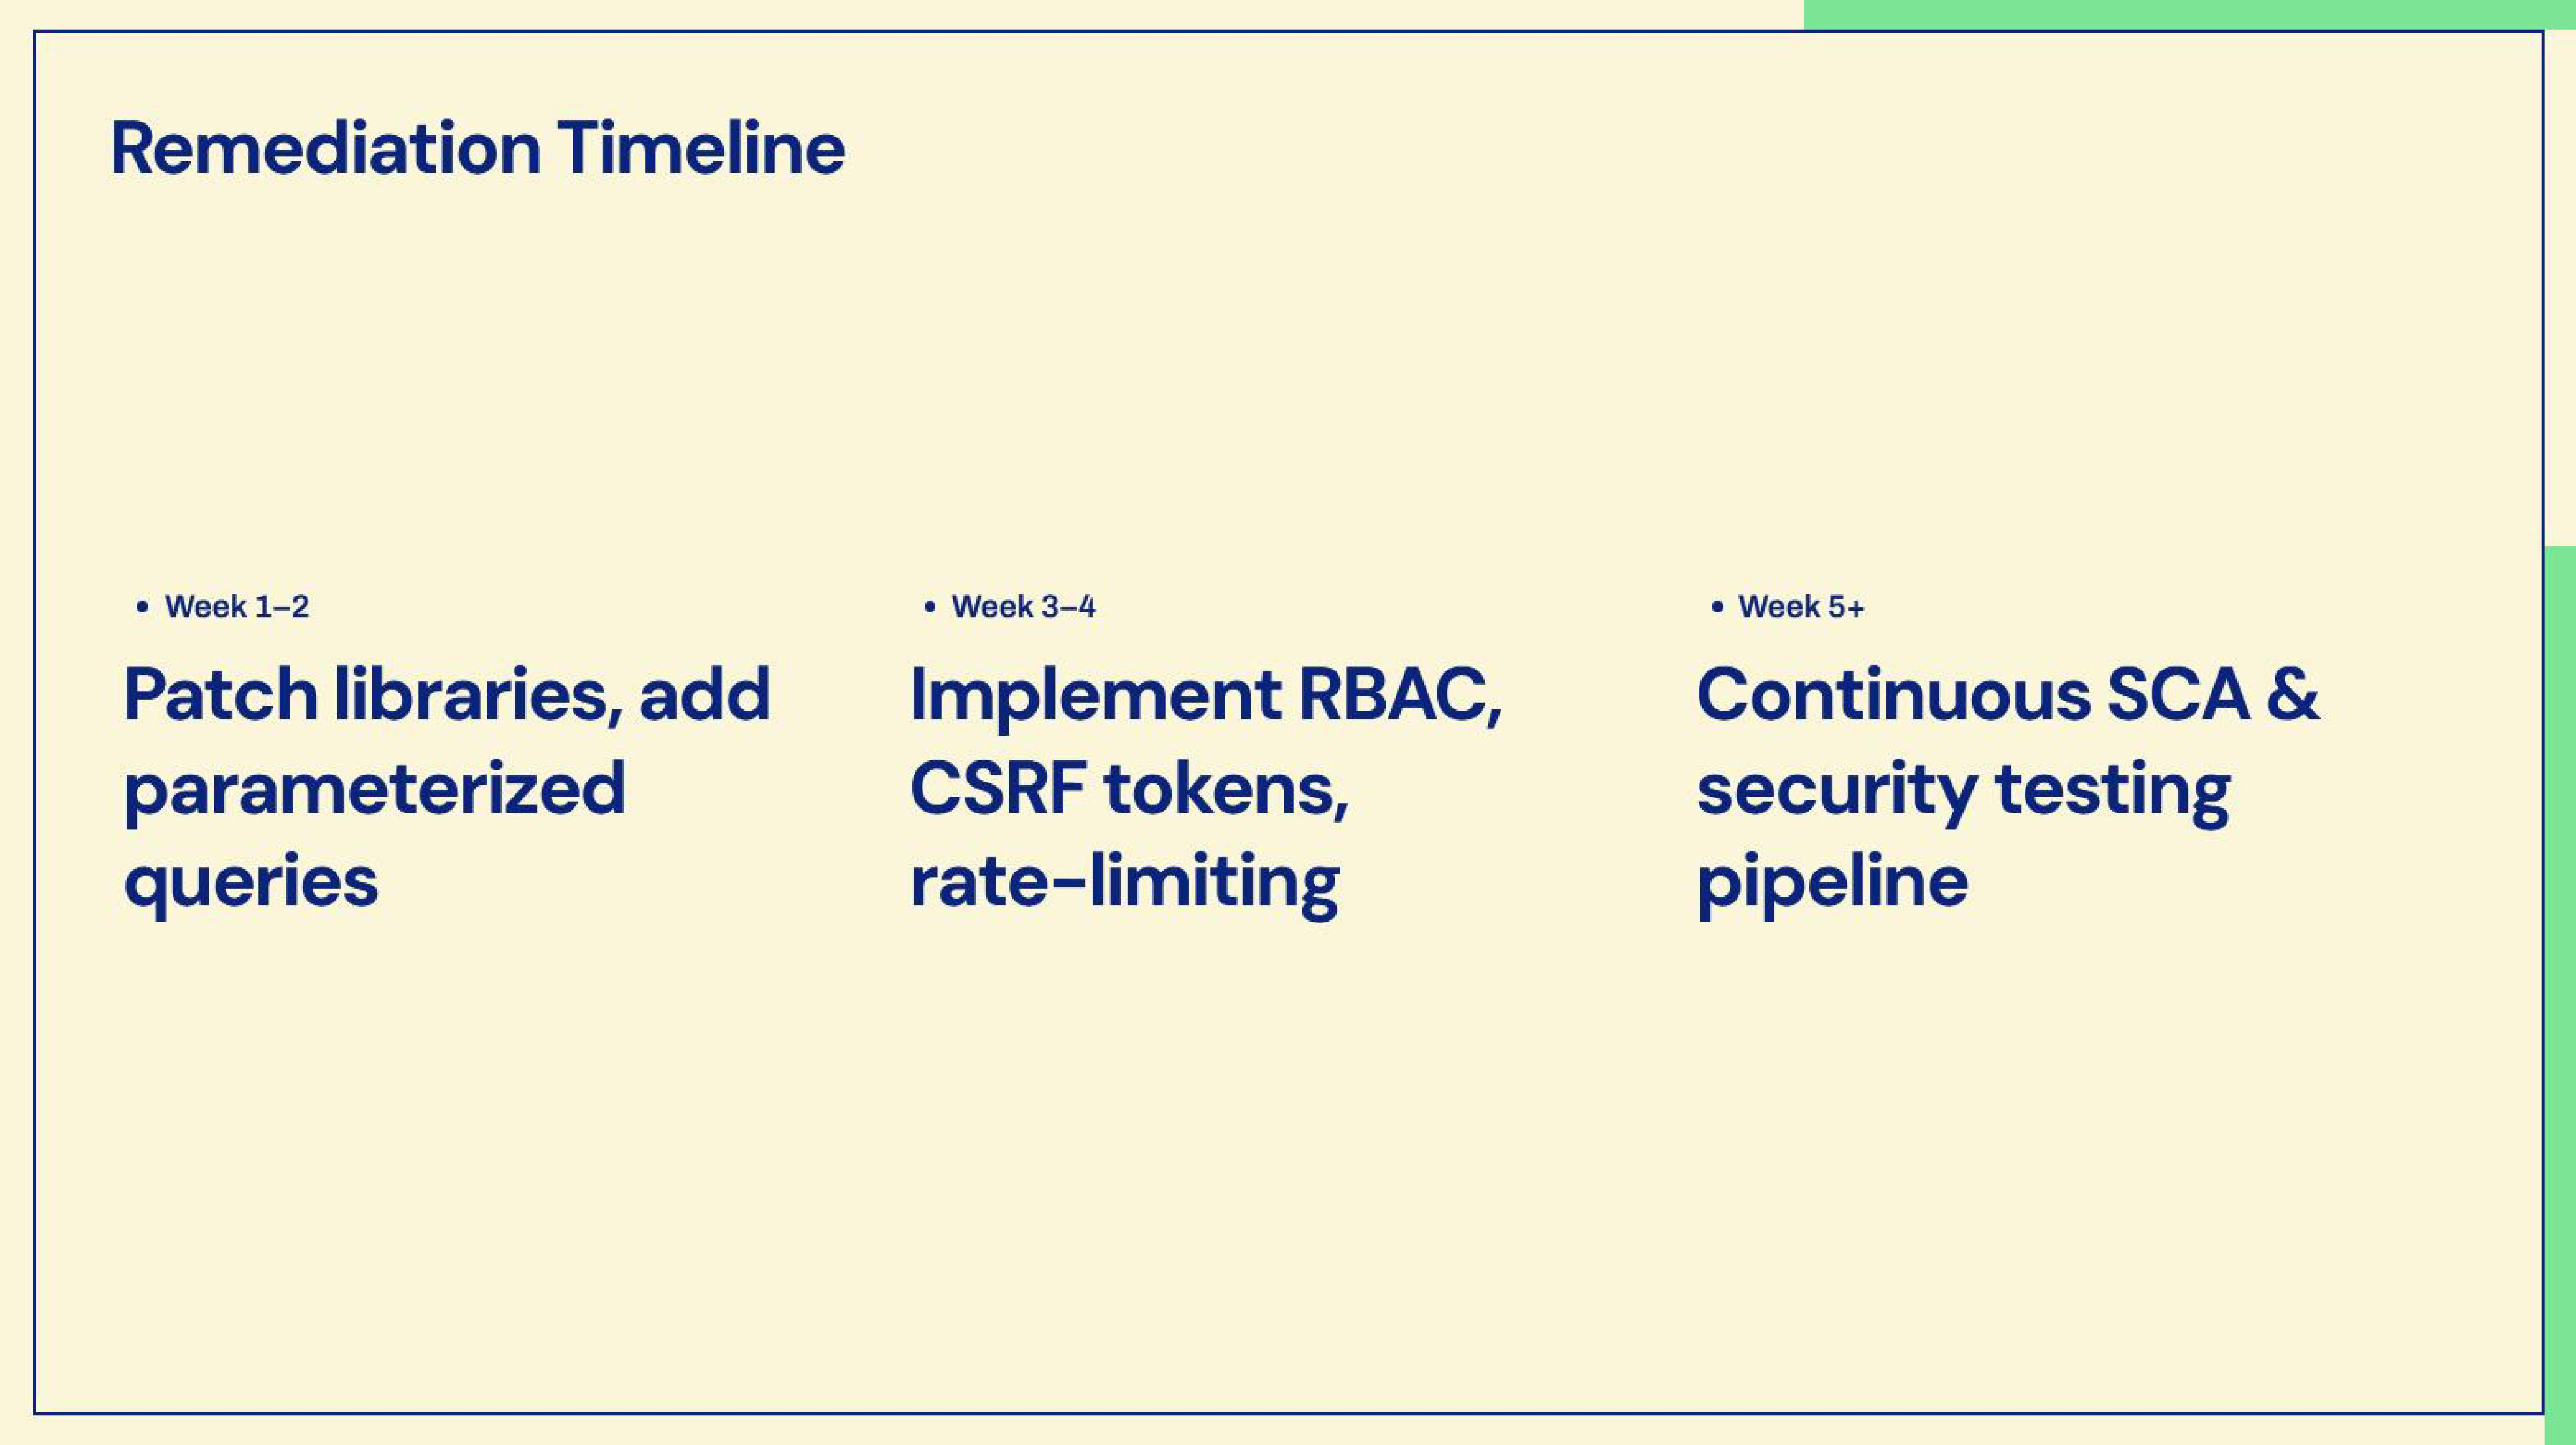 Remediation Timeline
• Week 1–2
Patch libraries, add
parameterized
queries
• Week 3–4
Implement RBAC,
CSRF tokens,
rate-limiting
• Week 5+
Continuous SCA &
security testing
pipeline